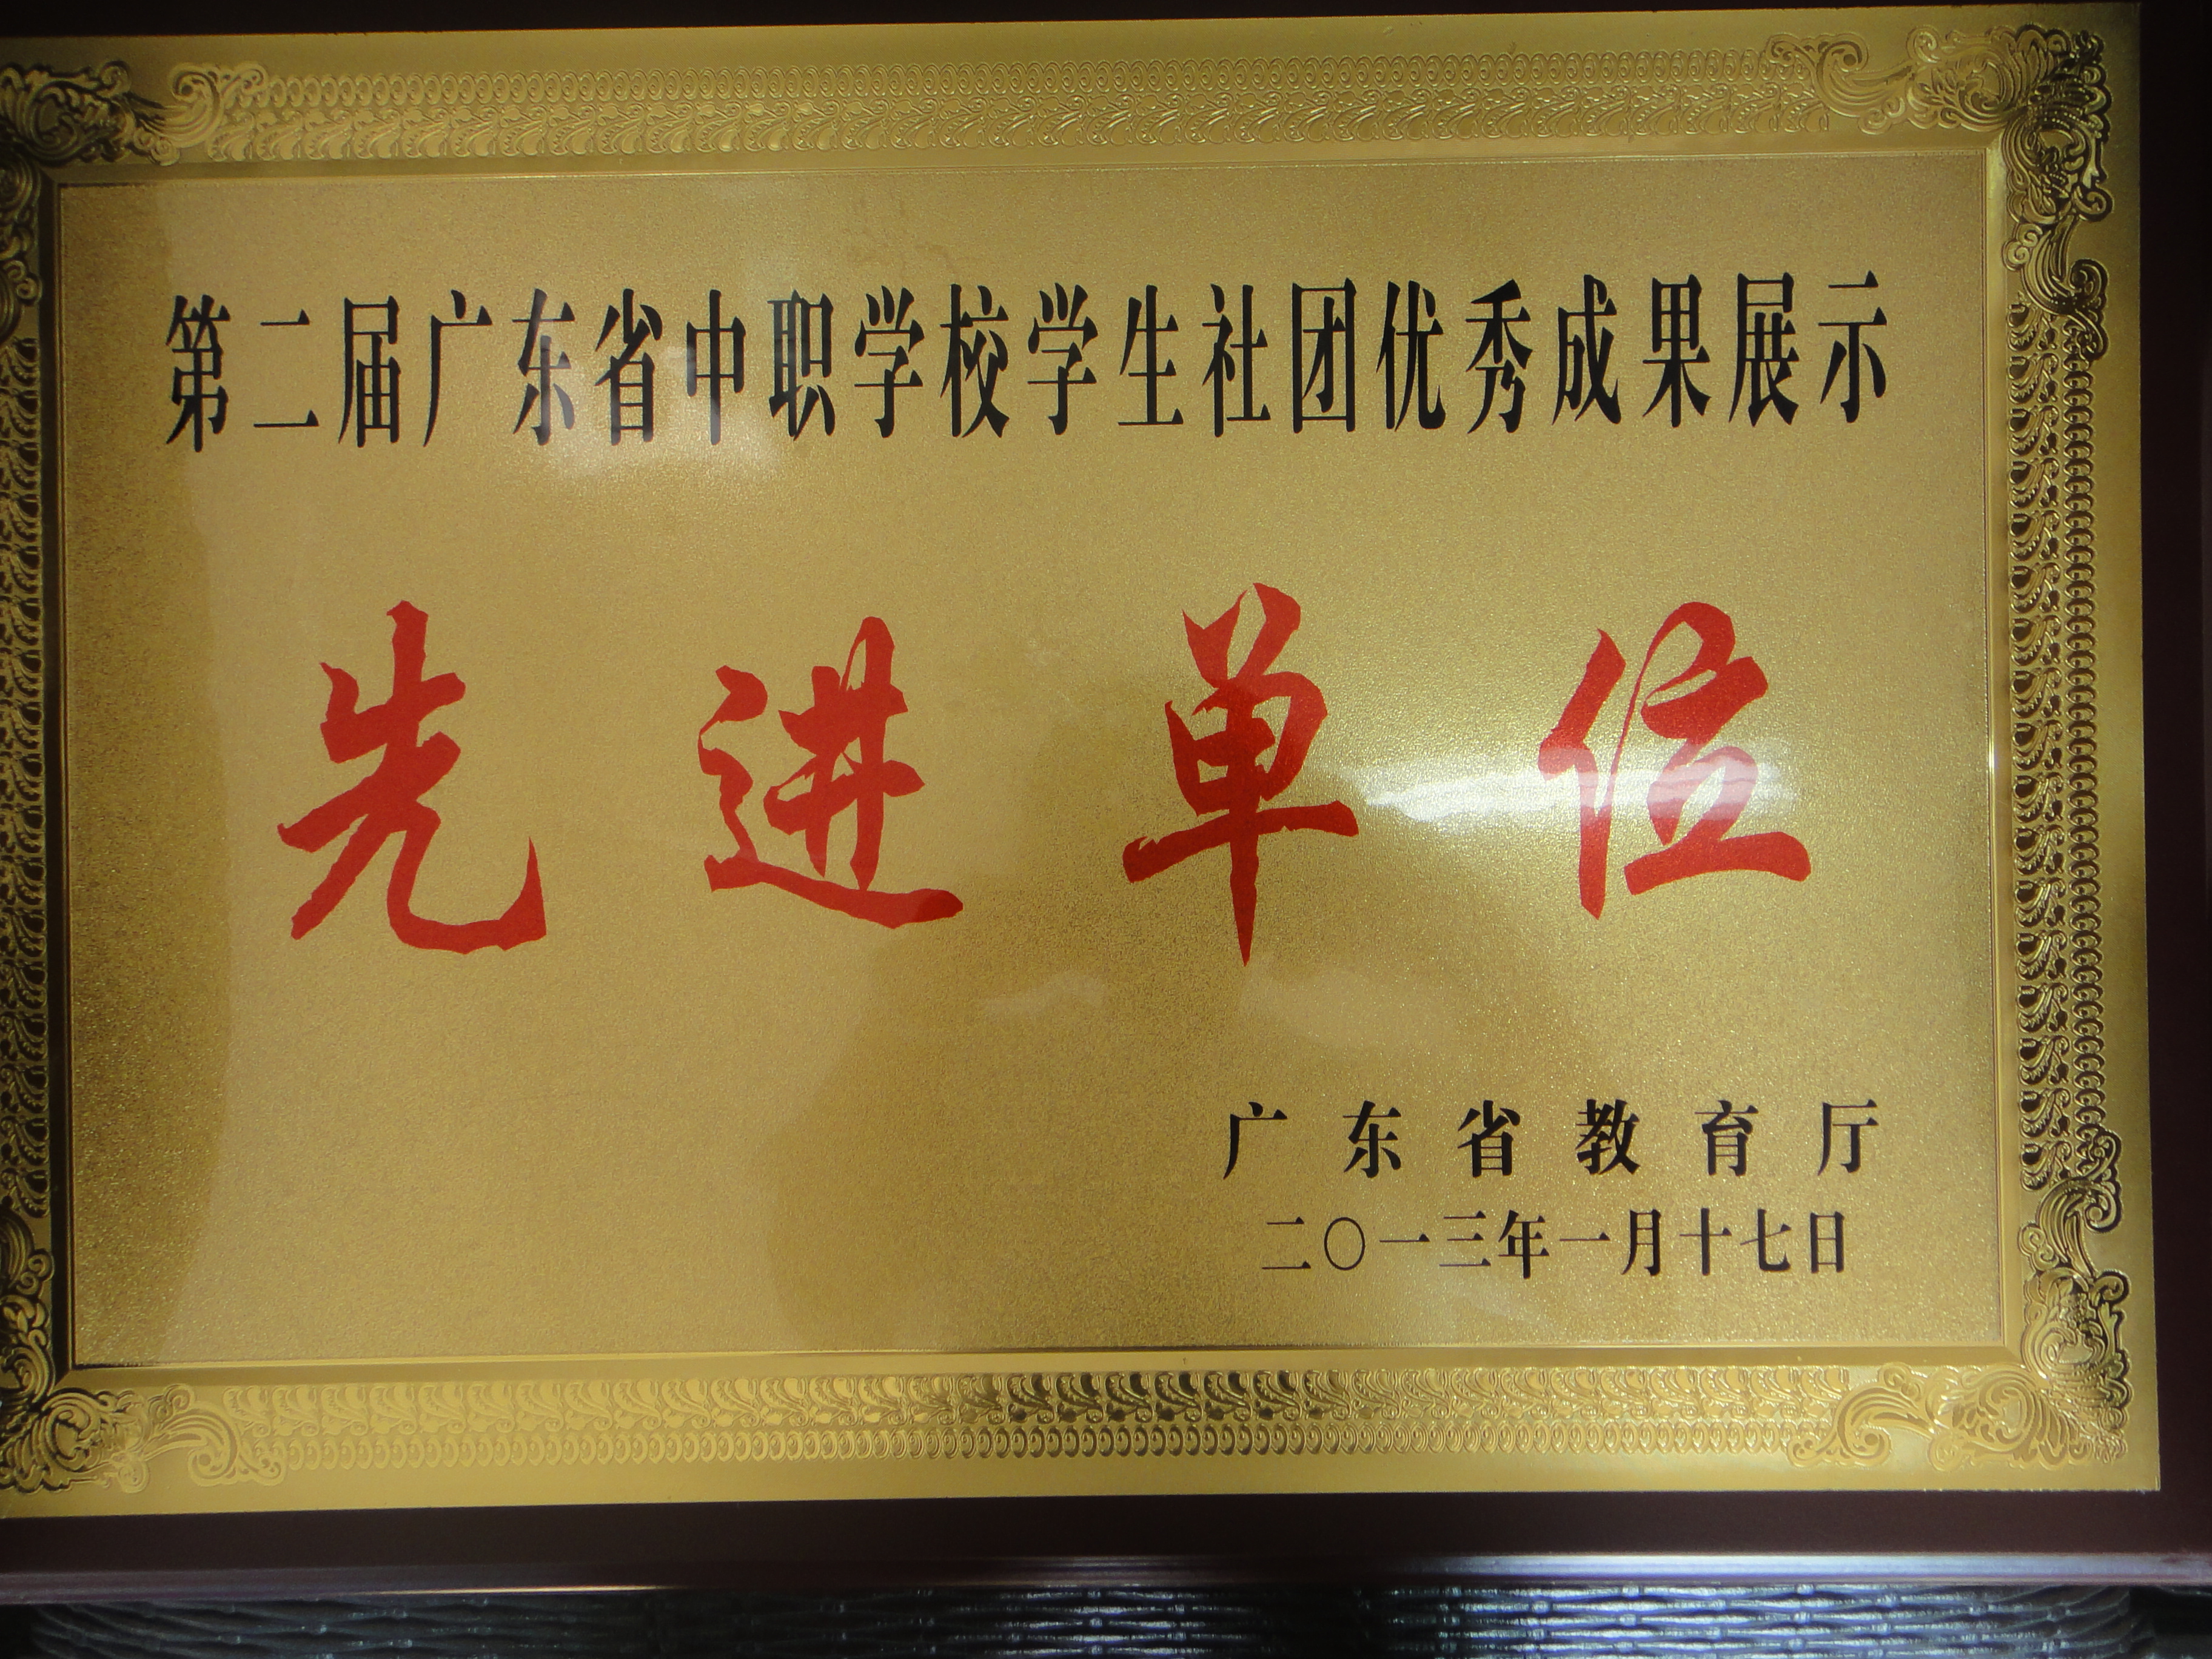 第二届广东省中职学校学生社团优秀成果展示
先进单位
广东省教育厅
二〇一三年一月十七日